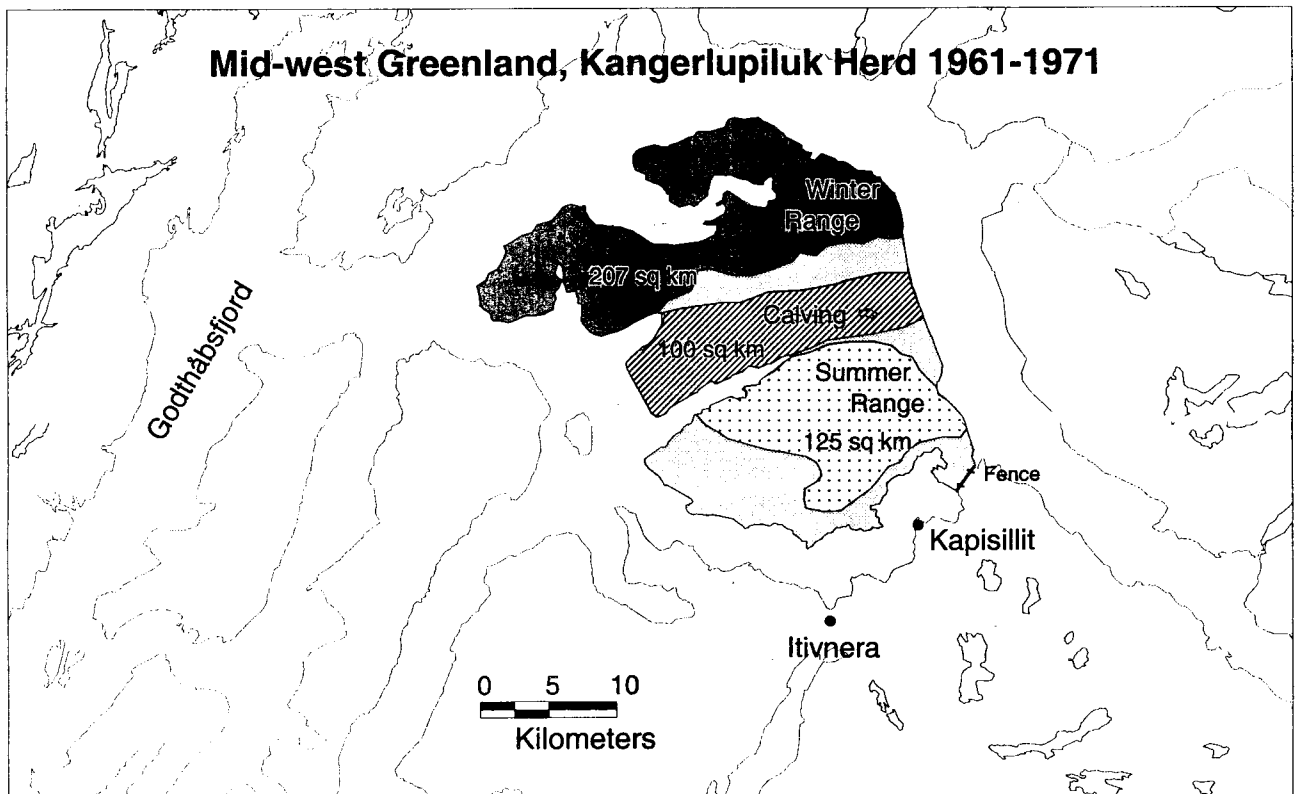 Mid-west Greenland, Kangerlupiluk Herd 1961-1971
Winter
Range
207 sq km
Calving
100 sq km
Summer
Range
125 sq km
Godthåbsfjord
Fence
Kapisillit
Itivnera
0 5 10
Kilometers